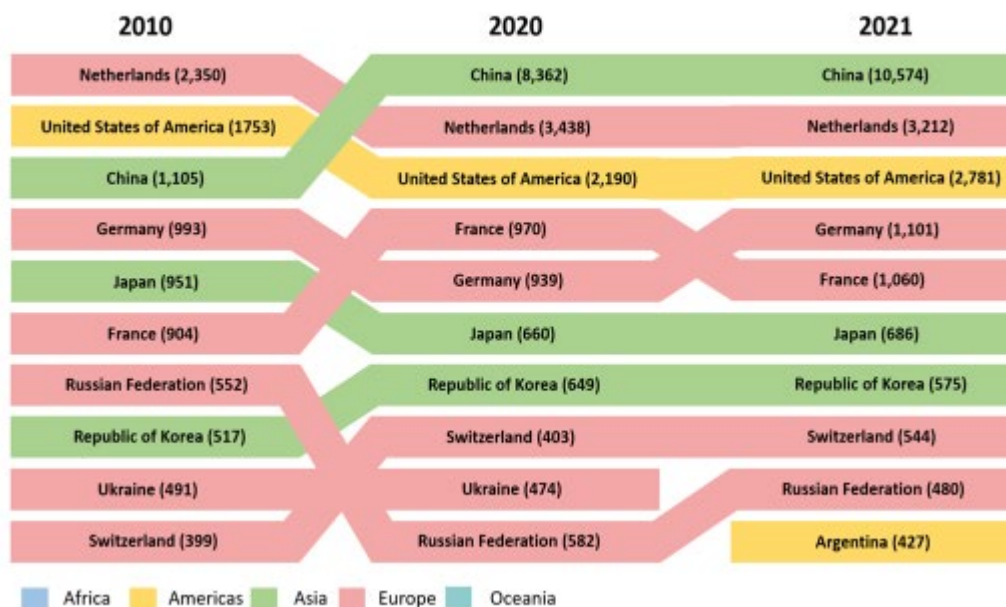 2010 2020 2021
Netherlands (2,350) China (8,362) China (10,574)
United States of America (1753) Netherlands (3,438) Netherlands (3,212)
China (1,105) United States of America (2,190) United States of America (2,781)
Germany (993) France (970) Germany (1,101)
Japan (951) Germany (939) France (1,060)
France (904) Japan (660) Japan (686)
Russian Federation (552) Republic of Korea (649) Republic of Korea (575)
Republic of Korea (517) Switzerland (403) Switzerland (544)
Ukraine (491) Ukraine (474) Russian Federation (480)
Switzerland (399) Russian Federation (582) Argentina (427)
Africa Americas Asia Europe Oceania